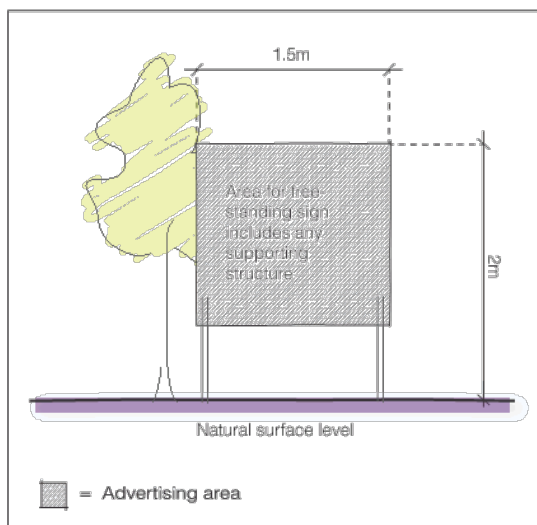 1.5m
Area for free-
standing sign
includes any
supporting
structure
2m
Natural surface level
= Advertising area